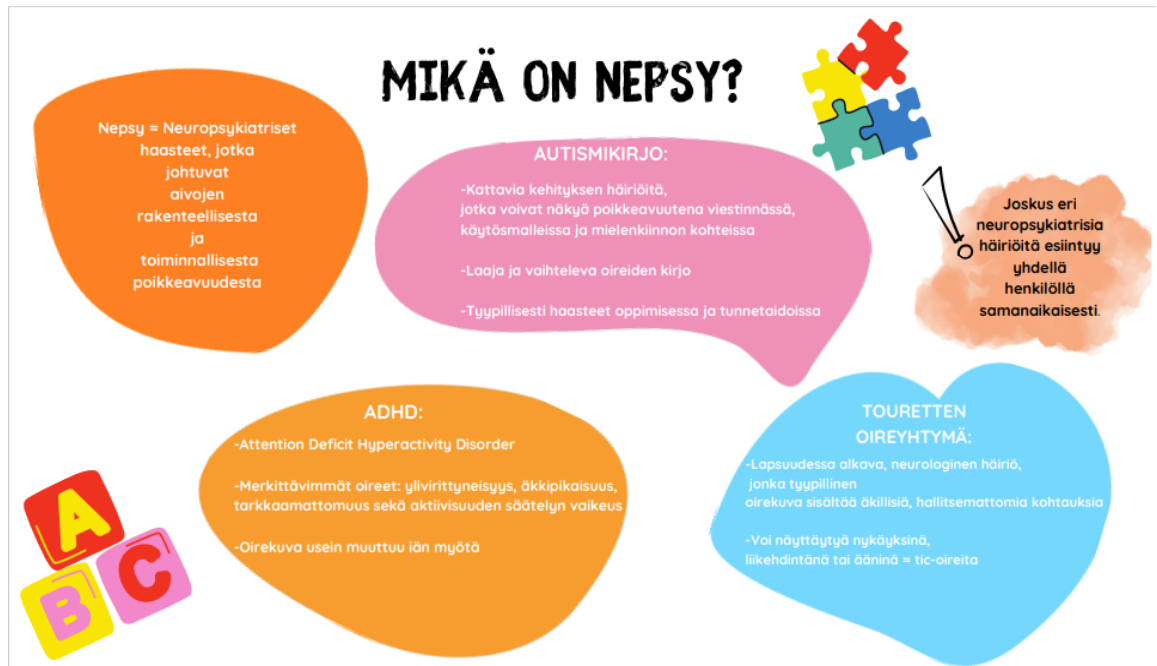 MIKÄ ON NEPSY?
Nepsy = Neuropsykiatriset
haasteet, jotka
johtuvat
aivojen
rakenteellisesta
ja
toiminnallisesta
poikkeavuudesta
AUTISMIKIRJO:
-Kattavia kehityksen häiriöitä,
jotka voivat näkyä poikkeavuutena viestinnässä,
käytösmalleissa ja mielenkiinnon kohteissa
-Laaja ja vaihteleva oireiden kirjo
-Tyypillisesti haasteet oppimisessa ja tunnetaidoissa
!
Joskus eri
neuropsykiatrisia
häiriöitä esiintyy
yhdellä
henkilöllä
samanaikaisesti.
ADHD:
-Attention Deficit Hyperactivity Disorder
-Merkittävimmät oireet: ylivirittyneisyys, äkkipikaisuus,
tarkkaamattomuus sekä aktiivisuuden säätelyn vaikeus
-Oirekuva usein muuttuu iän myötä
TOURETTEN
OIREYHTYMÄ:
-Lapsuudessa alkava, neurologinen häiriö,
jonka tyypillinen
oirekuva sisältää äkillisiä, hallitsemattomia kohtauksia
-Voi näyttäytyä nykäyksinä,
liikehdintänä tai ääninä = tic-oireita
A
B C